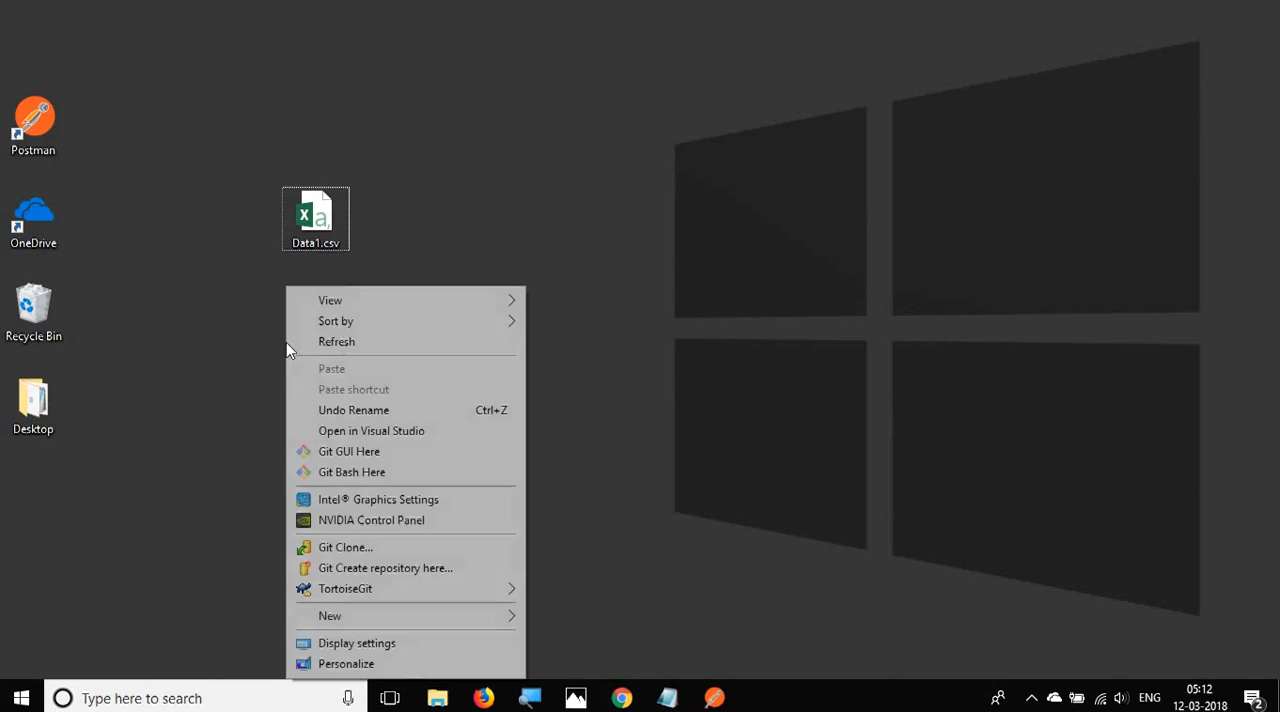 Postman
OneDrive
Recycle Bin
Desktop
Data1.csv
View
Sort by
Refresh
Paste
Paste shortcut
Undo Rename Ctrl+Z
Open in Visual Studio
Git GUI Here
Git Bash Here
Intel® Graphics Settings
NVIDIA Control Panel
Git Clone...
Git Create repository here...
TortoiseGit
New
Display settings
Personalize
Type here to search
ENG
05:12
12-03-2018
2